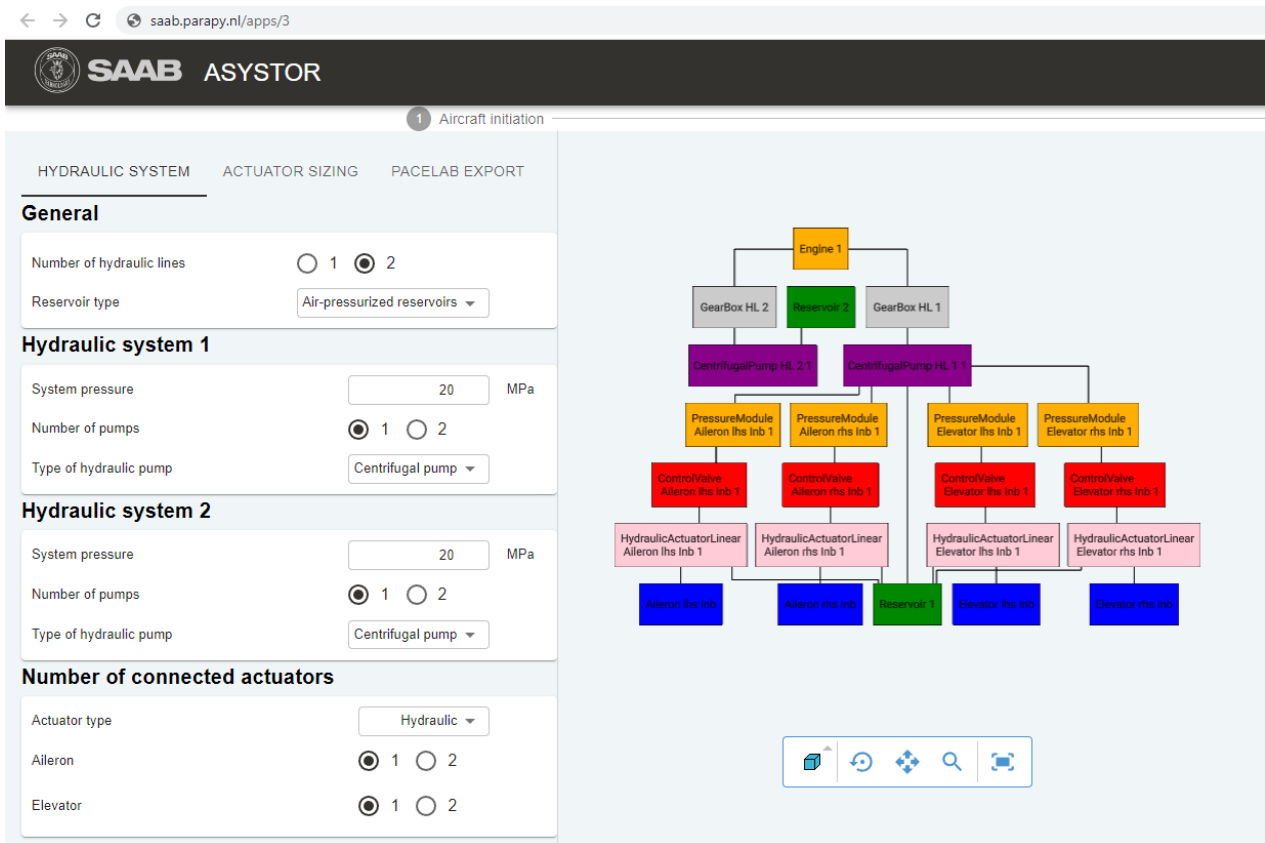 saab.parapy.nl/apps/3
SAAB
SAAB ASYSTOR
1 Aircraft initiation
HYDRAULIC SYSTEM ACTUATOR SIZING PACELAB EXPORT
General
Number of hydraulic lines 1 2
Reservoir type Air-pressurized reservoirs
Hydraulic system 1
System pressure 20 MPa
Number of pumps 1 2
Type of hydraulic pump Centrifugal pump
Hydraulic system 2
System pressure 20 MPa
Number of pumps 1 2
Type of hydraulic pump Centrifugal pump
Number of connected actuators
Actuator type Hydraulic
Aileron 1 2
Elevator 1 2
Engine 1
GearBox HL 2 Reservoir 2 GearBox HL 1
CentrifugalPump HL 2 1 CentrifugalPump HL 1 1
PressureModule PressureModule PressureModule PressureModule
Aileron lhs Inb 1 Aileron rhs Inb 1 Elevator lhs Inb 1 Elevator rhs Inb 1
ControlValve ControlValve ControlValve ControlValve
Aileron lhs Inb 1 Aileron rhs Inb 1 Elevator lhs Inb 1 Elevator rhs Inb 1
HydraulicActuatorLinear HydraulicActuatorLinear HydraulicActuatorLinear HydraulicActuatorLinear
Aileron lhs Inb 1 Aileron rhs Inb 1 Elevator lhs Inb 1 Elevator rhs Inb 1
Aileron lhs Inb Aileron rhs Inb Reservoir 1 Elevator lhs Inb Elevator rhs Inb